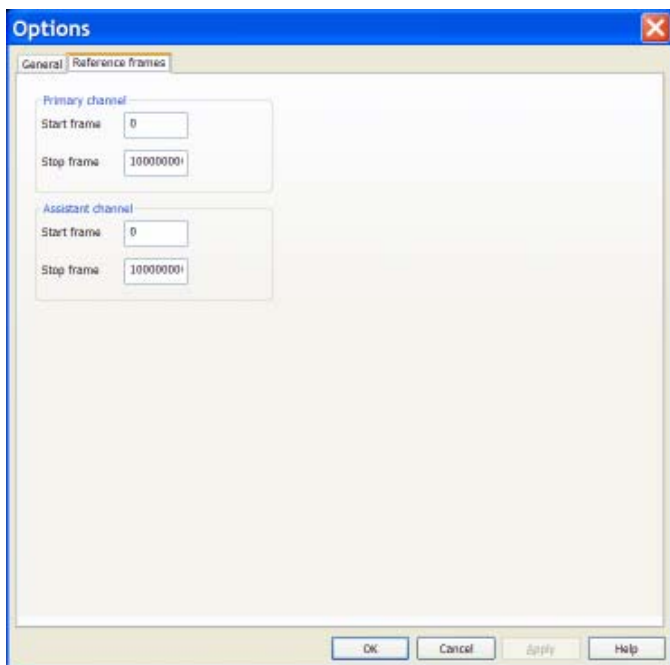 Options
General Reference frames
Primary channel
Start frame 0
Stop frame 10000000
Assistant channel
Start frame 0
Stop frame 10000000
OK Cancel Apply Help